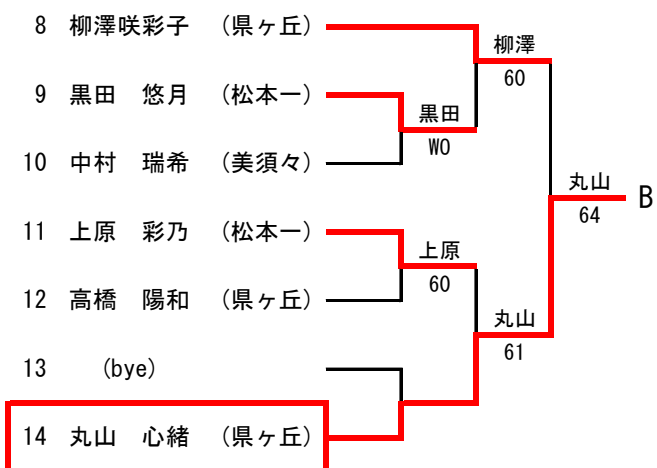 8 柳澤咲彩子 (県ヶ丘)
柳澤
60
9 黒田 悠月 (松本一)
黒田
WO
10 中村 瑞希 (美須々)
丸山
64
B
11 上原 彩乃 (松本一)
上原
60
12 高橋 陽和 (県ヶ丘)
丸山
61
13 (bye)
14 丸山 心緒 (県ヶ丘)